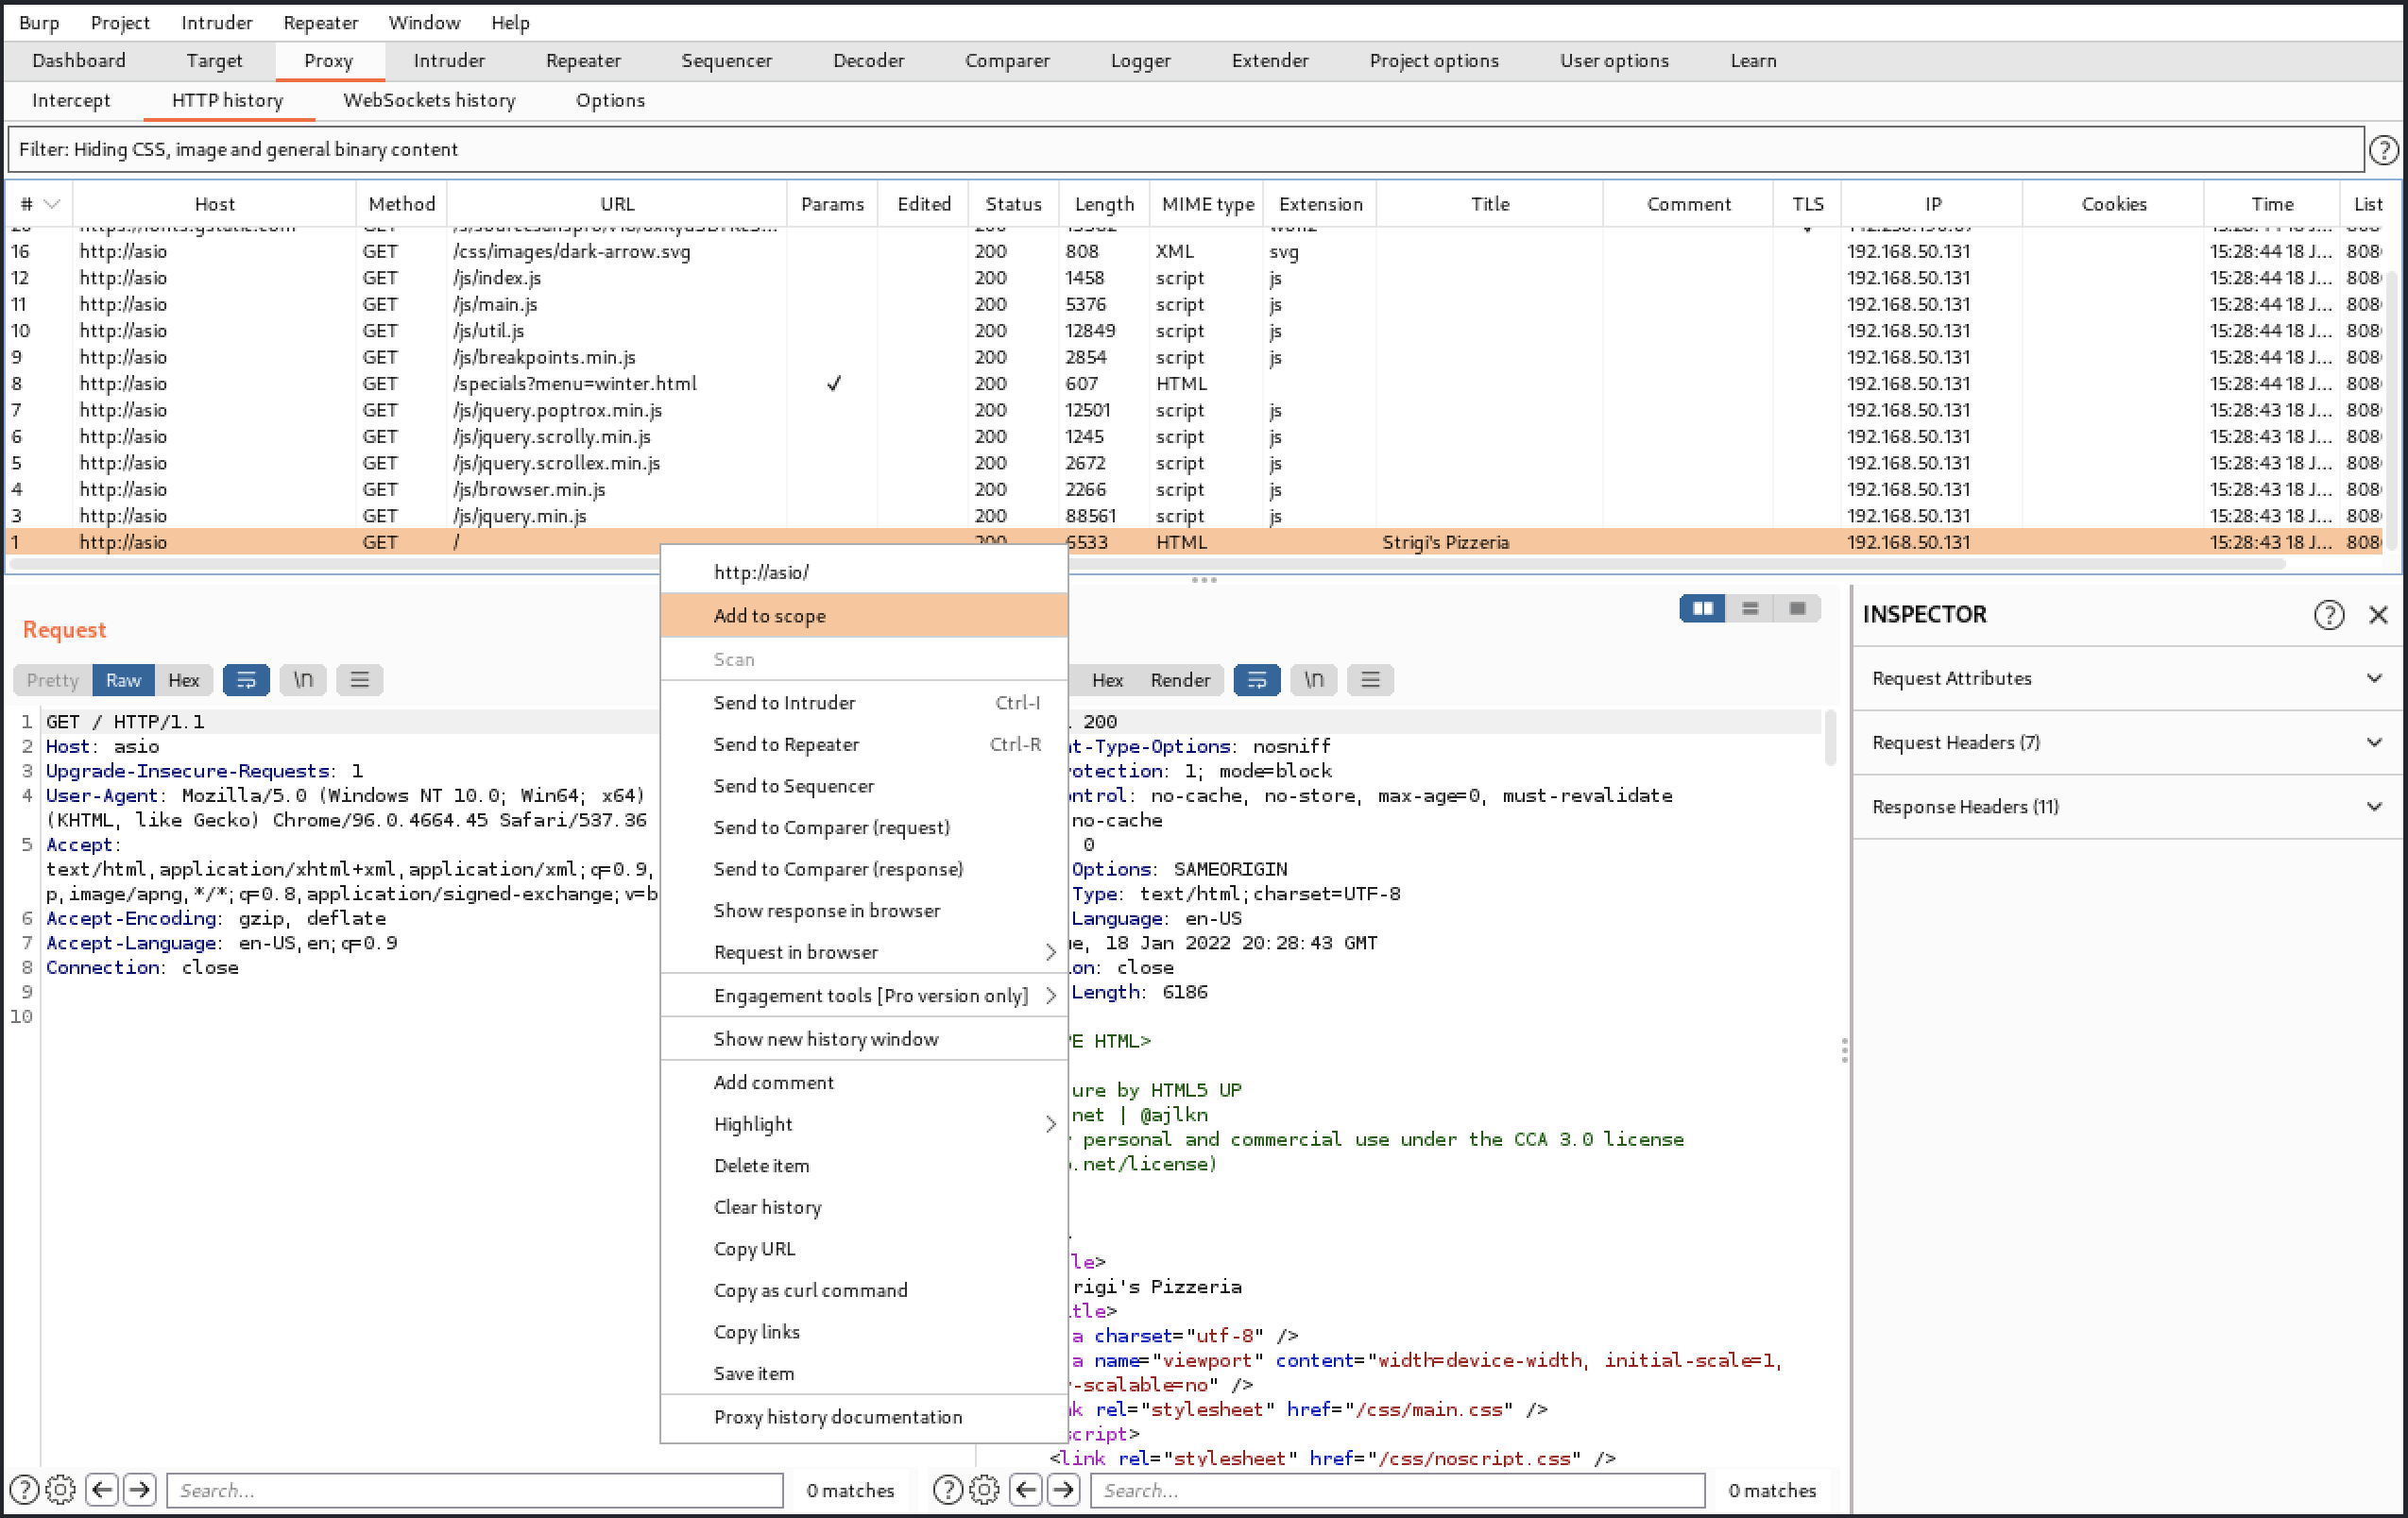 Burp Project Intruder Repeater Window Help
Dashboard Target Proxy Intruder Repeater Sequencer Decoder Comparer Logger Extender Project options User options Learn
Intercept HTTP history WebSockets history Options
Filter: Hiding CSS, image and general binary content
# Host Method URL Params Edited Status Length MIME type Extension Title Comment TLS IP Cookies Time List
16 http://asio GET /css/images/dark-arrow.svg 200 808 XML svg 192.168.50.131 15:28:44 18 J... 808
12 http://asio GET /js/index.js 200 1458 script js 192.168.50.131 15:28:44 18 J... 808
11 http://asio GET /js/main.js 200 5376 script js 192.168.50.131 15:28:44 18 J... 808
10 http://asio GET /js/util.js 200 12849 script js 192.168.50.131 15:28:44 18 J... 808
9 http://asio GET /js/breakpoints.min.js 200 2854 script js 192.168.50.131 15:28:44 18 J... 808
8 http://asio GET /specials?menu=winter.html ✓ 200 607 HTML 192.168.50.131 15:28:44 18 J... 808
7 http://asio GET /js/jquery.poptrox.min.js 200 12501 script js 192.168.50.131 15:28:43 18 J... 808
6 http://asio GET /js/jquery.scrolly.min.js 200 1245 script js 192.168.50.131 15:28:43 18 J... 808
5 http://asio GET /js/jquery.scrollex.min.js 200 2672 script js 192.168.50.131 15:28:43 18 J... 808
4 http://asio GET /js/browser.min.js 200 2266 script js 192.168.50.131 15:28:43 18 J... 808
3 http://asio GET /js/jquery.min.js 200 88561 script js 192.168.50.131 15:28:43 18 J... 808
1 http://asio GET / 200 6533 HTML Strigi's Pizzeria 192.168.50.131 15:28:43 18 J... 808
Request
Pretty Raw Hex \n
1 GET / HTTP/1.1
2 Host: asio
3 Upgrade-Insecure-Requests: 1
4 User-Agent: Mozilla/5.0 (Windows NT 10.0; Win64; x64)
(KHTML, like Gecko) Chrome/96.0.4664.45 Safari/537.36
5 Accept:
text/html,application/xhtml+xml,application/xml;q=0.9,
p,image/apng,*/*;q=0.8,application/signed-exchange;v=b
6 Accept-Encoding: gzip, deflate
7 Accept-Language: en-US,en;q=0.9
8 Connection: close
9
10
http://asio/
Add to scope
Scan
Send to Intruder Ctrl-I
Send to Repeater Ctrl-R
Send to Sequencer
Send to Comparer (request)
Send to Comparer (response)
Show response in browser
Request in browser
Engagement tools [Pro version only]
Show new history window
Add comment
Highlight
Delete item
Clear history
Copy URL
Copy as curl command
Copy links
Save item
Proxy history documentation
Hex Render \n
200
t-Type-Options: nosniff
otection: 1; mode=block
ntrol: no-cache, no-store, max-age=0, must-revalidate
no-cache
0
Options: SAMEORIGIN
Type: text/html;charset=UTF-8
Language: en-US
e, 18 Jan 2022 20:28:43 GMT
on: close
Length: 6186
E HTML>
ure by HTML5 UP
net | @ajlkn
personal and commercial use under the CCA 3.0 license
.net/license)
le>
rigi's Pizzeria
tle>
a charset="utf-8" />
a name="viewport" content="width=device-width, initial-scale=1,
-scalable=no" />
nk rel="stylesheet" href="/css/main.css" />
script>
<link rel="stylesheet" href="/css/noscript.css" />
INSPECTOR
Request Attributes
Request Headers (7)
Response Headers (11)
Search... 0 matches
Search... 0 matches